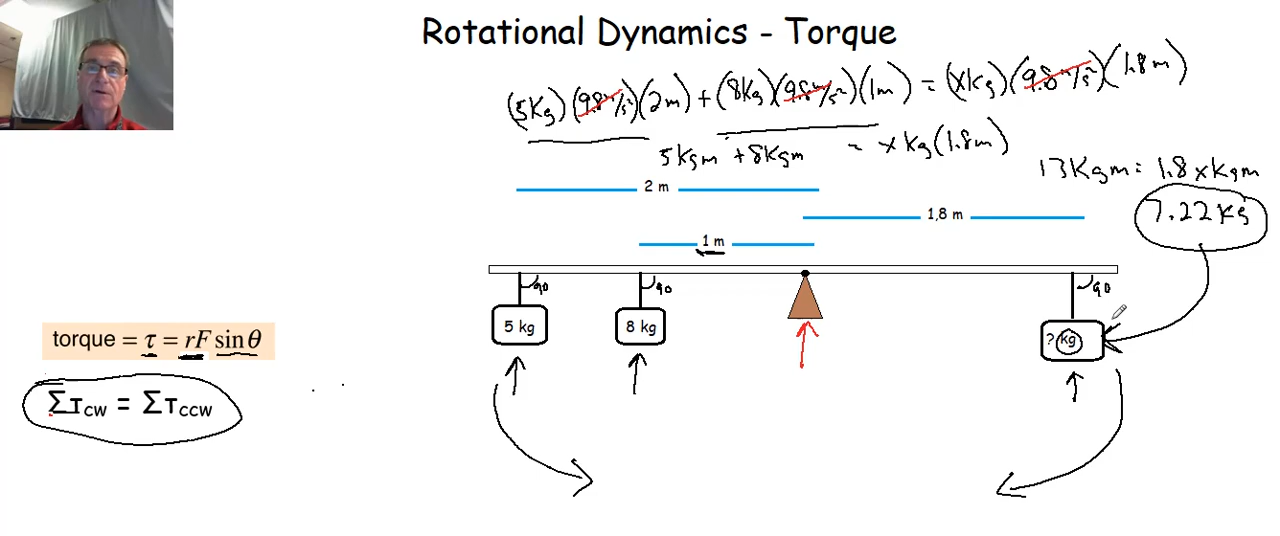 Rotational Dynamics - Torque
(5Kg)(9.8m/s²)(2m) + (8Kg)(9.8m/s²)(1m) = (xKg)(9.8m/s²)(1.8m)
5Kgm + 8Kgm = xKg(1.8m)
13Kgm = 1.8xKgm
7.22Kg
2 m
1,8 m
1 m
90 90 90
5 kg 8 kg ? kg
torque = τ = rF sin θ
Στcw = Στccw